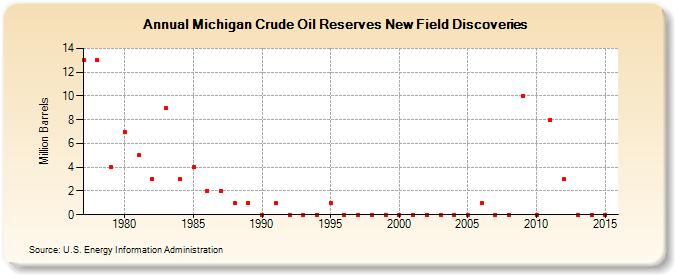 Annual Michigan Crude Oil Reserves New Field Discoveries
Million Barrels
14
12
10
8
6
4
2
0
1980 1985 1990 1995 2000 2005 2010 2015
Source: U.S. Energy Information Administration